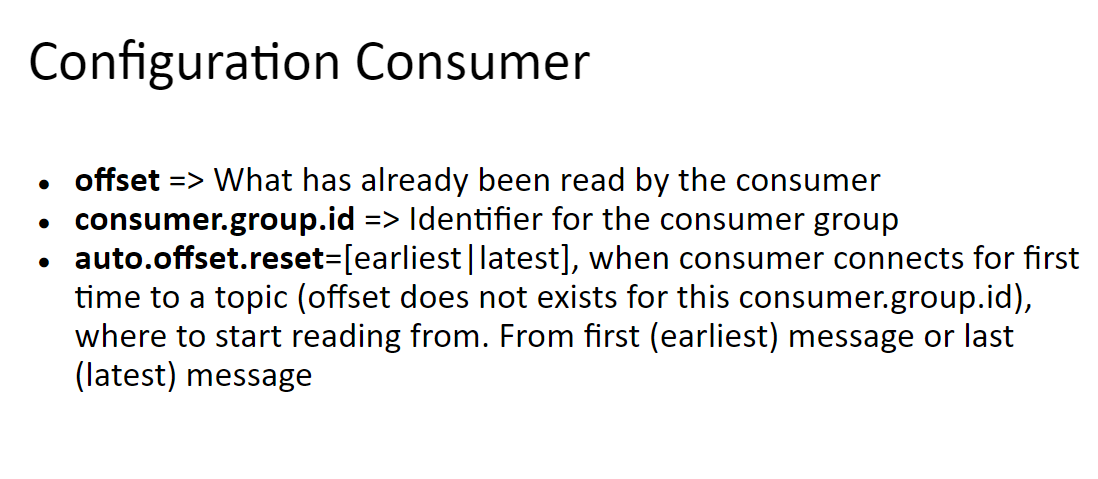 Configuration Consumer
● offset => What has already been read by the consumer
● consumer.group.id => Identifier for the consumer group
● auto.offset.reset=[earliest|latest], when consumer connects for first
time to a topic (offset does not exists for this consumer.group.id),
where to start reading from. From first (earliest) message or last
(latest) message